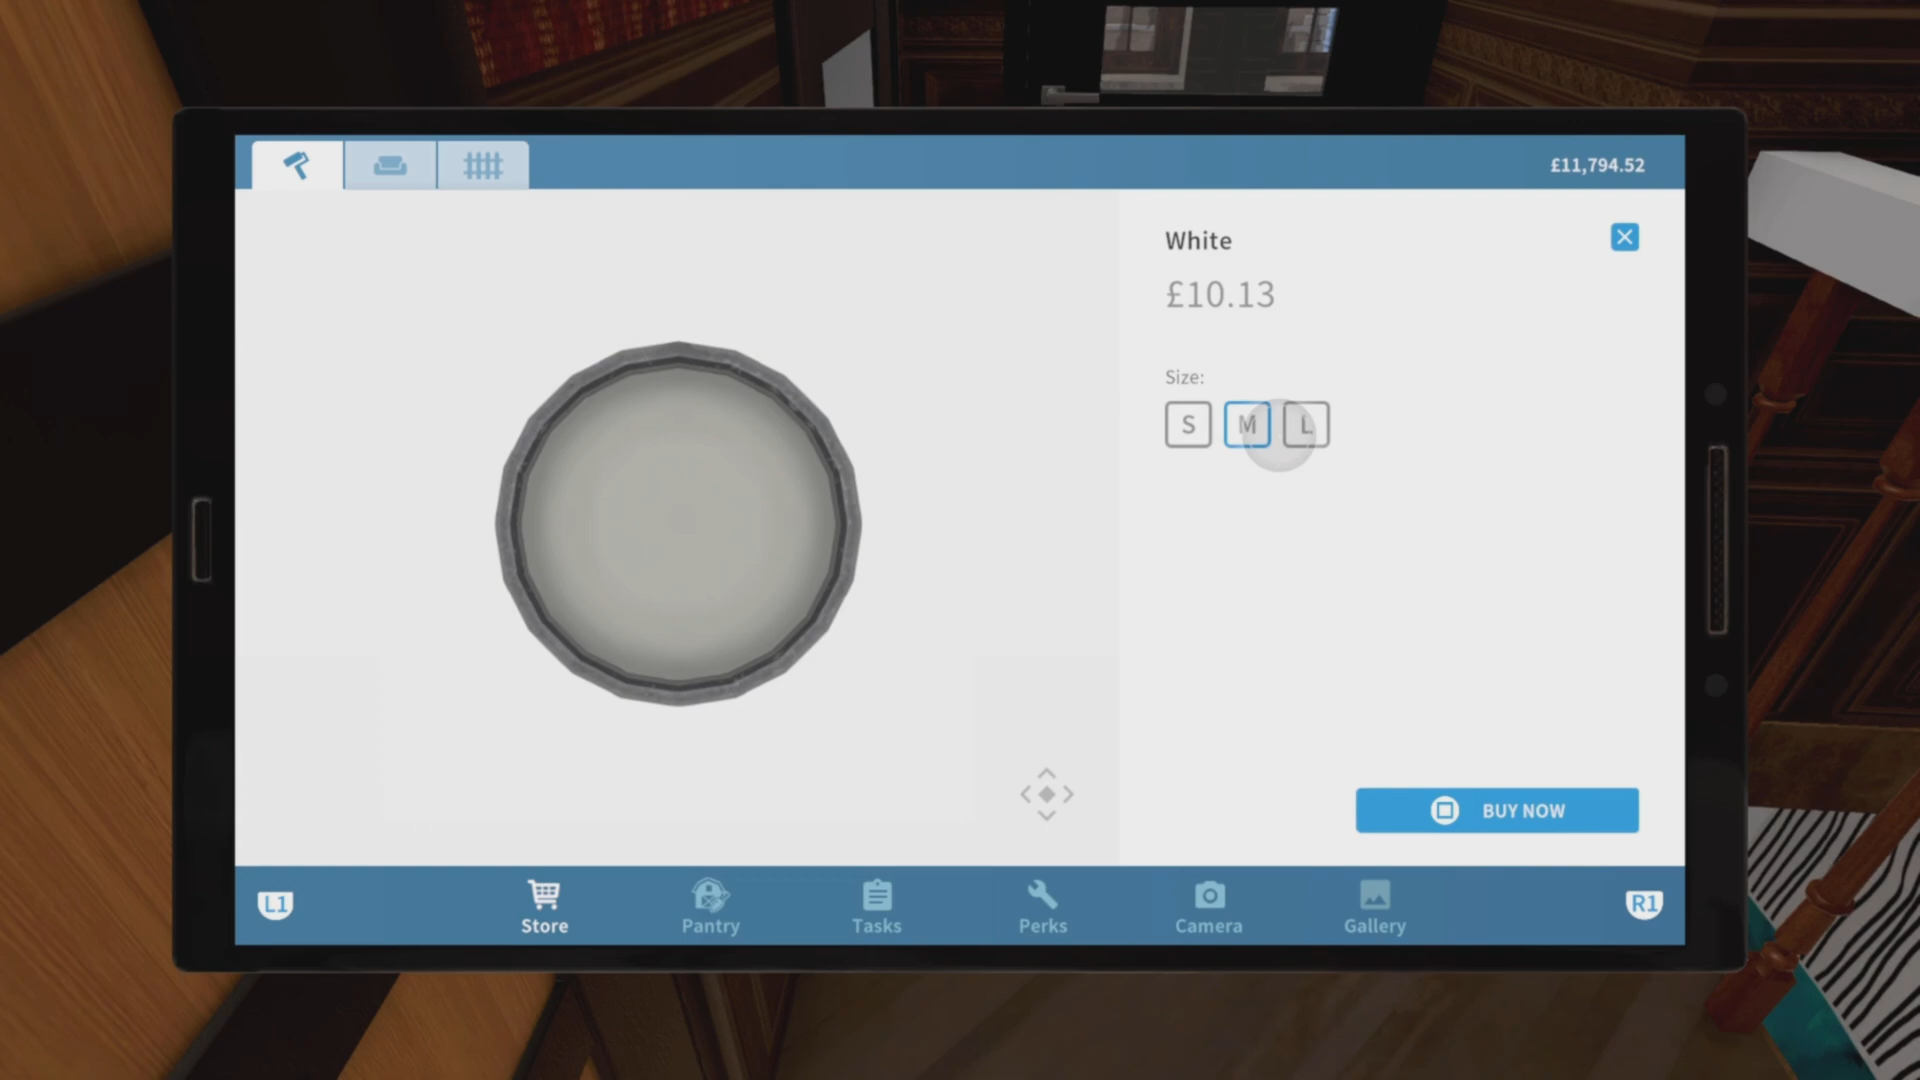 £11,794.52
White
£10.13
Size:
S M L
BUY NOW
L1 Store Pantry Tasks Perks Camera Gallery R1